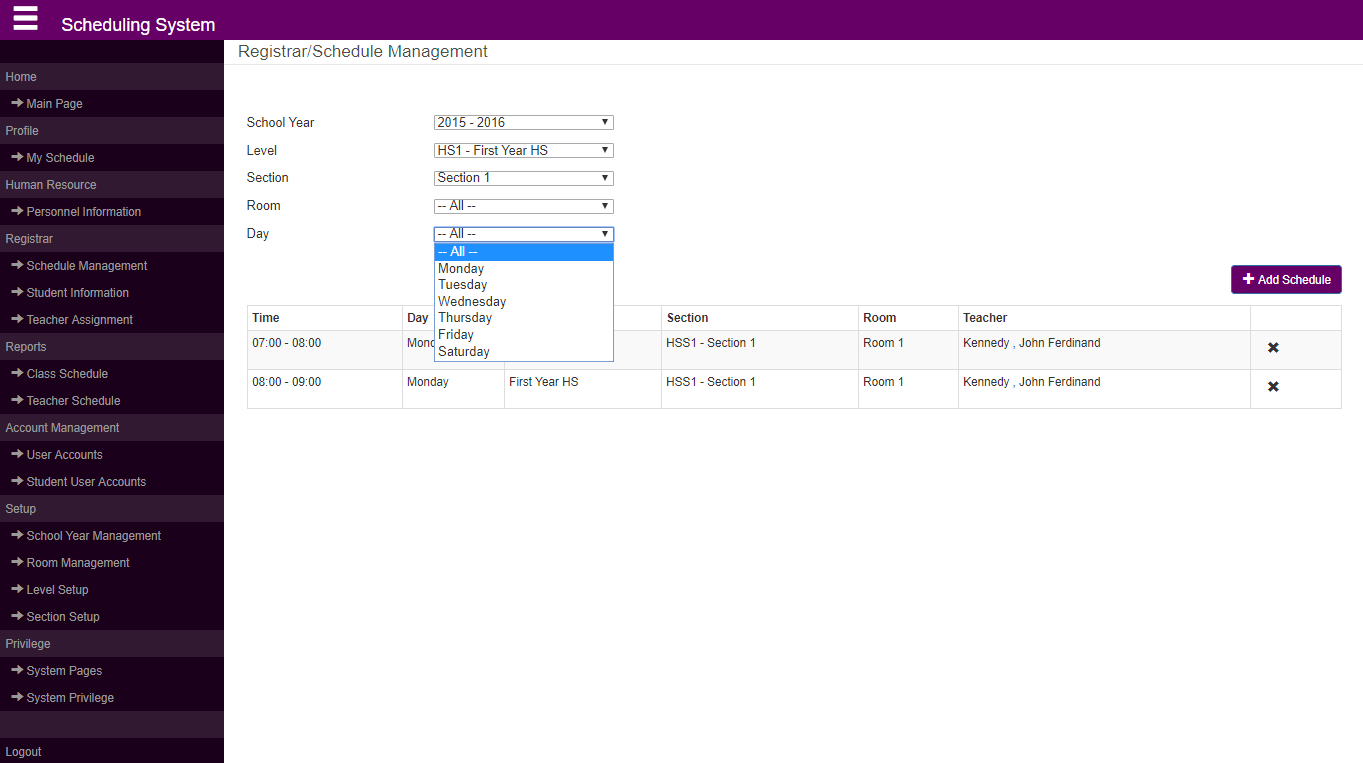 Scheduling System
Registrar/Schedule Management
Home
Main Page
Profile
My Schedule
Human Resource
Personnel Information
Registrar
Schedule Management
Student Information
Teacher Assignment
Reports
Class Schedule
Teacher Schedule
Account Management
User Accounts
Student User Accounts
Setup
School Year Management
Room Management
Level Setup
Section Setup
Privilege
System Pages
System Privilege
Logout
School Year 2015 - 2016
Level HS1 - First Year HS
Section Section 1
Room -- All --
Day -- All --
-- All --
Monday
Tuesday
Wednesday
Thursday
Friday
Saturday
Add Schedule
Time Day Section Room Teacher
07:00 - 08:00 HSS1 - Section 1 Room 1 Kennedy , John Ferdinand
08:00 - 09:00 Monday First Year HS HSS1 - Section 1 Room 1 Kennedy , John Ferdinand